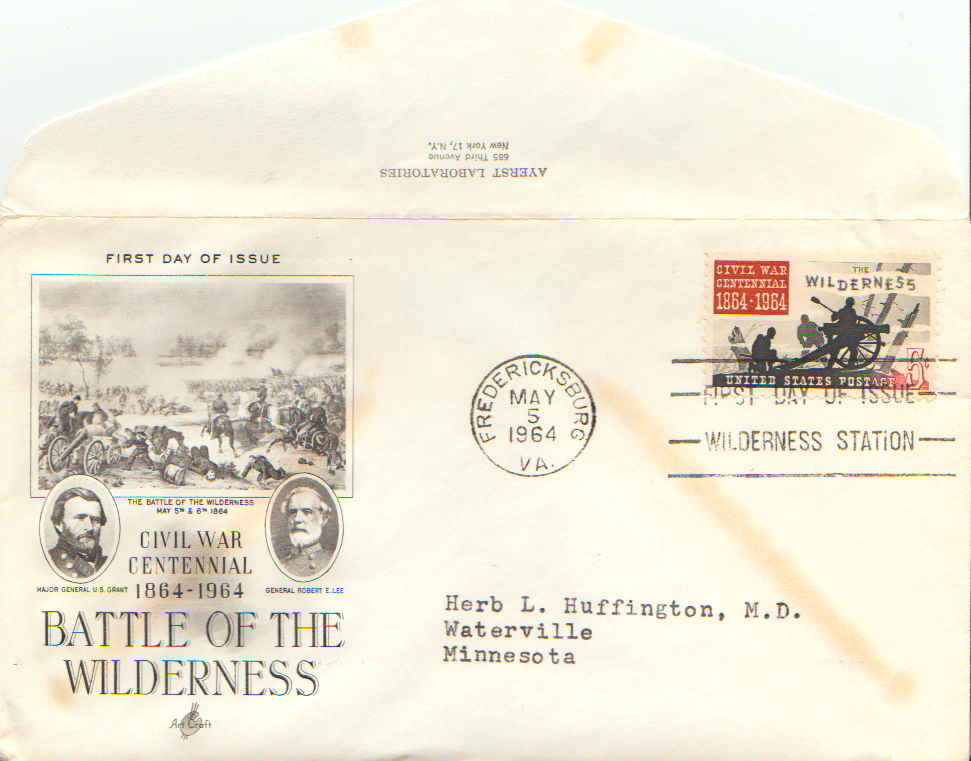 AYERST LABORATORIES
685 Third Avenue
New York 17, N.Y.
FIRST DAY OF ISSUE
THE BATTLE OF THE WILDERNESS
MAY 5TH & 6TH 1864
MAJOR GENERAL U.S. GRANT
GENERAL ROBERT E. LEE
CIVIL WAR
CENTENNIAL
1864-1964
BATTLE OF THE
WILDERNESS
Art Craft
FREDERICKSBURG
MAY
5
1964
VA.
CIVIL WAR
CENTENNIAL
1864-1964
THE
WILDERNESS
UNITED STATES POSTAGE
5¢
FIRST DAY OF ISSUE
WILDERNESS STATION
Herb L. Huffington, M.D.
Waterville
Minnesota